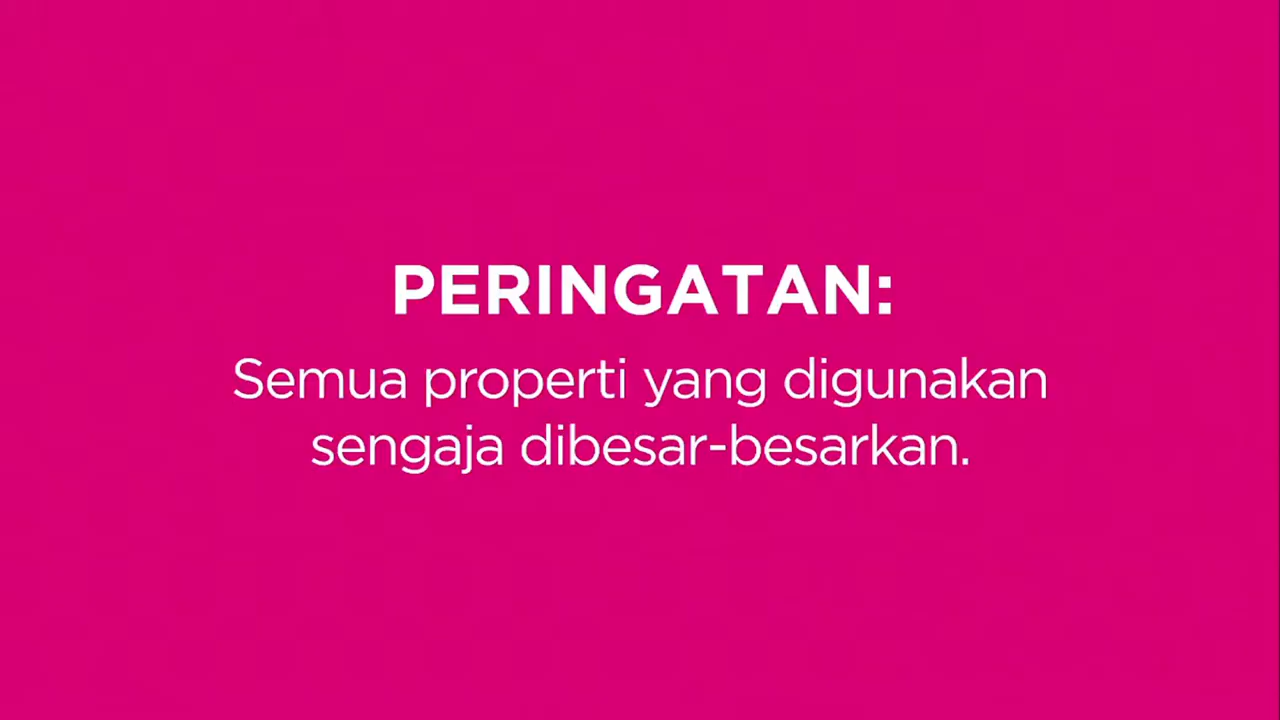 PERINGATAN:
Semua properti yang digunakan
sengaja dibesar-besarkan.